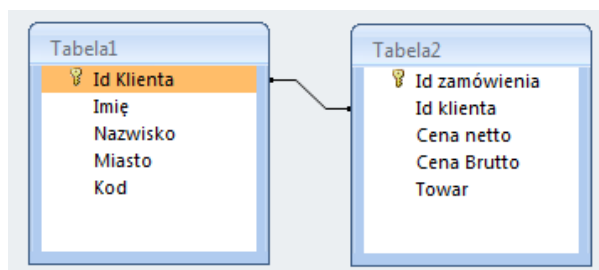 Tabela1
Id Klienta
Imię
Nazwisko
Miasto
Kod
Tabela2
Id zamówienia
Id klienta
Cena netto
Cena Brutto
Towar